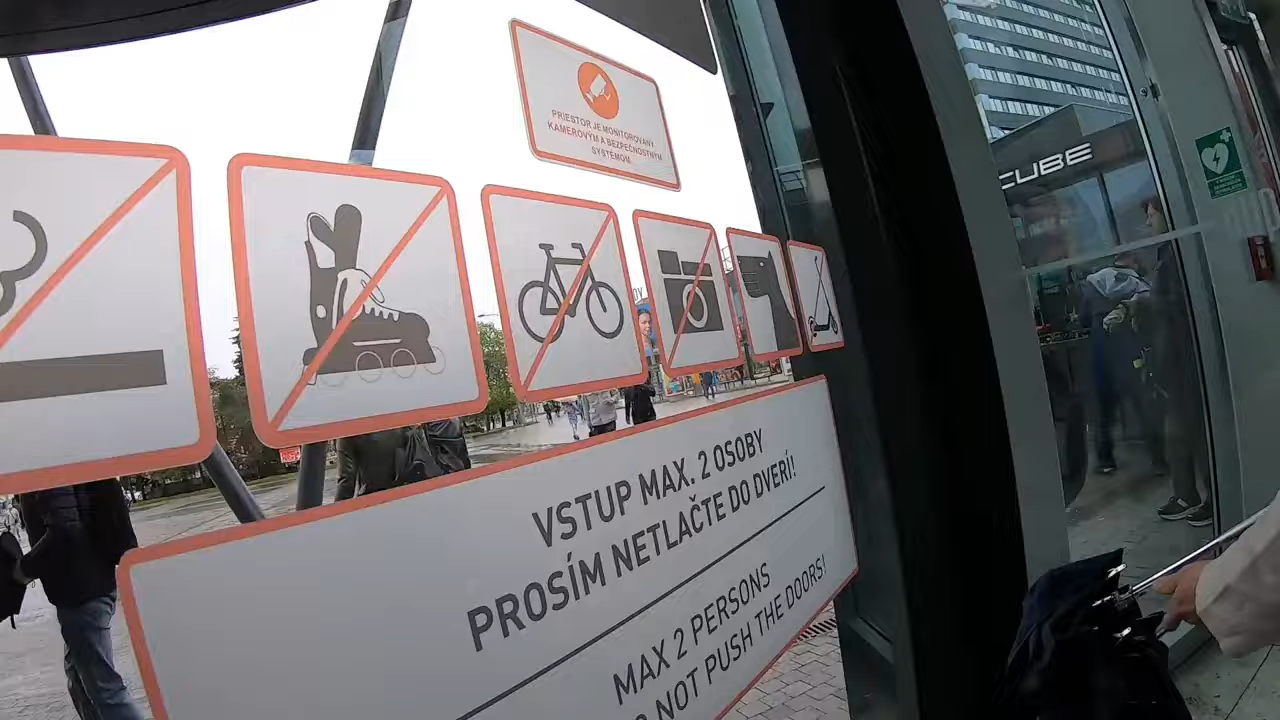 PRIESTOR JE MONITOROVANÝ
KAMEROVÝM A BEZPEČNOSTNÝM
SYSTÉMOM
CUBE
VSTUP MAX. 2 OSOBY
PROSÍM NETLAČTE DO DVERÍ!
MAX 2 PERSONS
NOT PUSH THE DOORS!